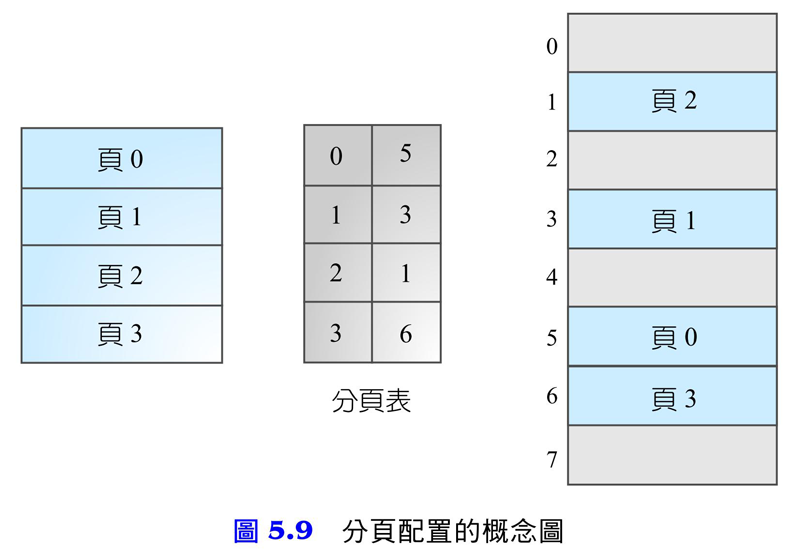 頁 0
頁 1
頁 2
頁 3
0 5
1 3
2 1
3 6
分頁表
0
1 頁 2
2
3 頁 1
4
5 頁 0
6 頁 3
7
圖 5.9 分頁配置的概念圖